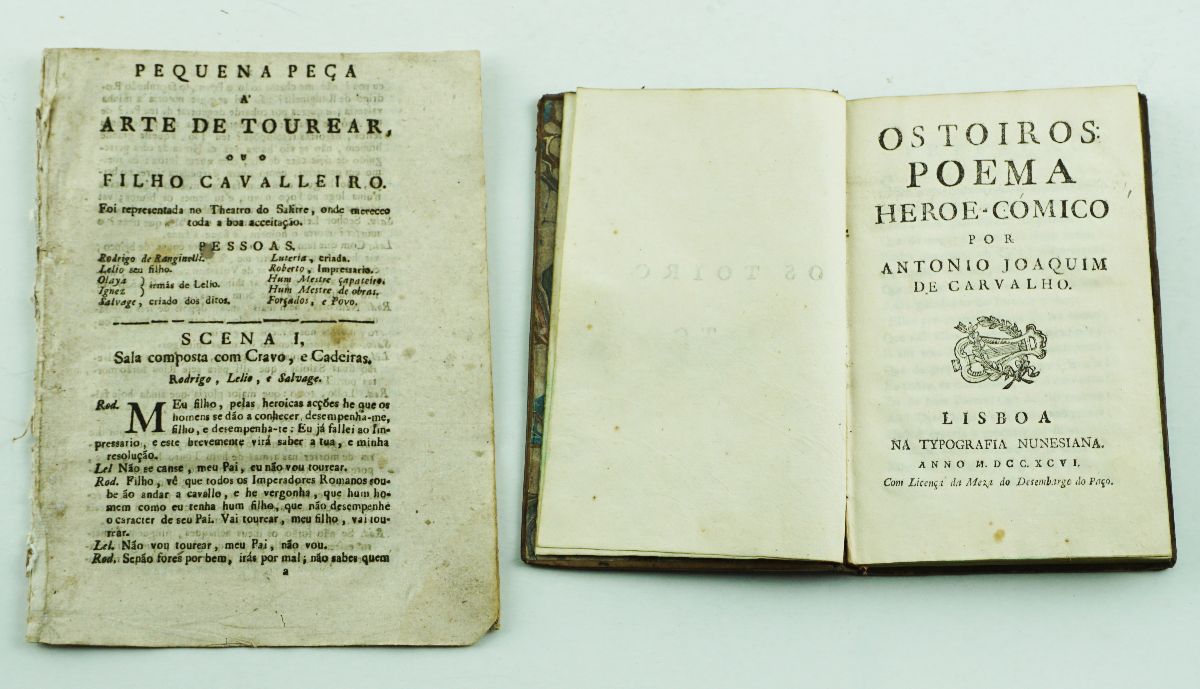 PEQUENA PEÇA
A'
ARTE DE TOUREAR,
OU O
FILHO CAVALLEIRO.
Foi representada no Theatro do Salitre, onde mereceo
toda a boa acceitação.
PESSOAS.
Rodrigo de Ranginelli.
Lelio seu filho.
Olaya
Ignez } irmãs de Lelio.
Salvage, criado dos ditos.
Luteria, criada.
Roberto, Impressario.
Hum Mestre çapateiro.
Hum Mestre de obras.
Forçados, e Povo.
SCENA I,
Sala composta com Cravo, e Cadeiras.
Rodrigo, Lelio, e Salvage.
Rod. MEu filho, pelas heroicas acções he que os
homens se dão a conhecer, desempenha-me,
filho, e desempenha-te: Eu já fallei ao Im-
pressario, e este brevemente virá saber a tua, e minha
resolução.
Lel Não se canse, meu Pai, eu não vou tourear.
Rod. Filho, vê que todos os Imperadores Romanos sou-
be ão andar a cavallo, e he vergonha, que hum ho-
mem como eu tenha hum filho, que não desempenhe
o caracter de seu Pai. Vai tourear, meu filho, vai tou-
rear.
Lel. Não vou tourear, meu Pai, não vou.
Rod. Senão fores por bem, irás por mal; não sabes quem
a
OS TOIROS:
POEMA
HEROE-CÓMICO
POR
ANTONIO JOAQUIM
DE CARVALHO.
LISBOA
NA TYPOGRAFIA NUNESIANA.
ANNO M. DCC. XCVI.
Com Licença da Meza do Desembargo do Paço.